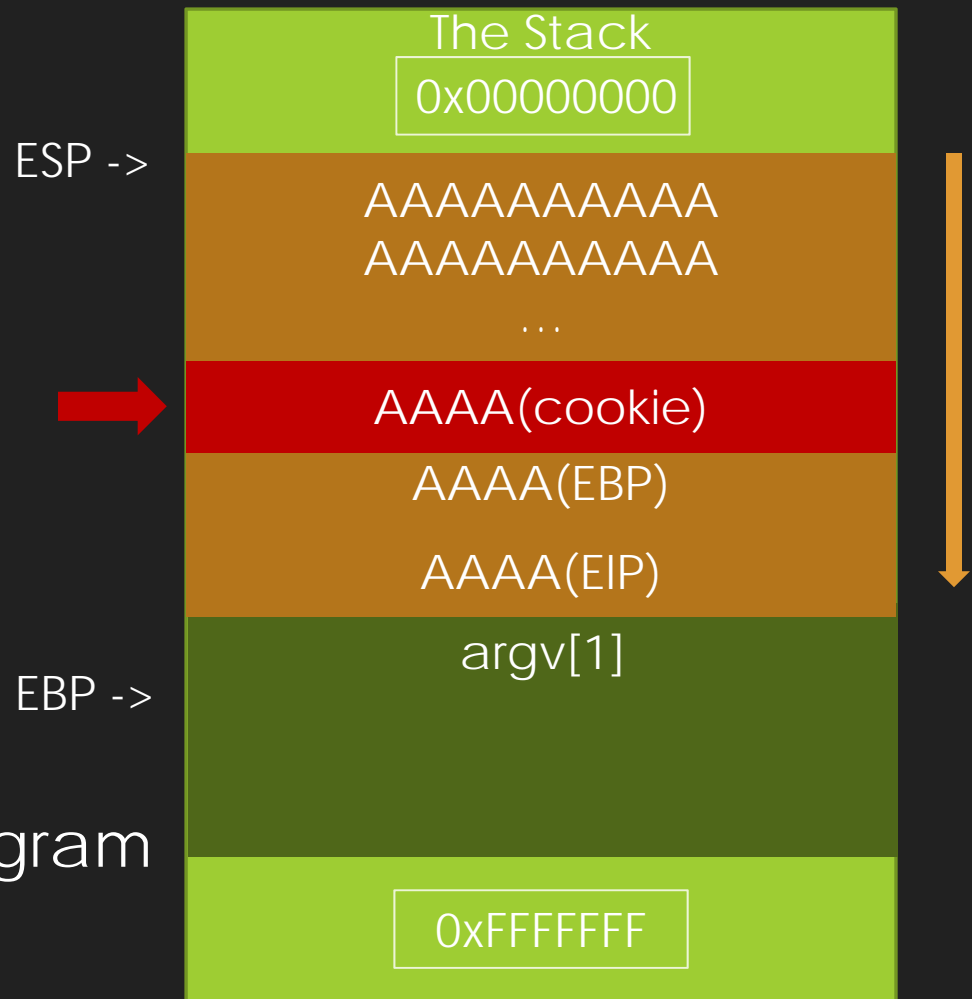 The Stack
0x00000000
ESP ->
AAAAAAAAAA
AAAAAAAAAA
...
AAAA(cookie)
AAAA(EBP)
AAAA(EIP)
argv[1]
EBP ->
gram
0xFFFFFFF